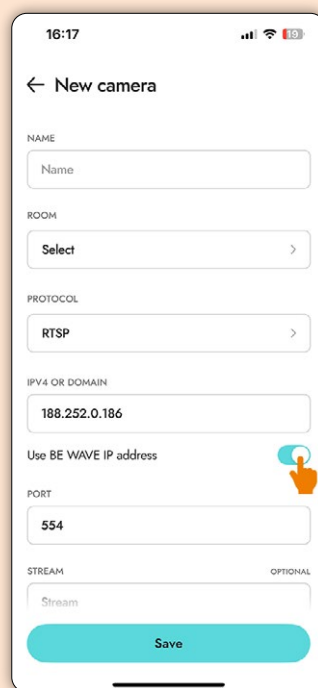 16:17
19
New camera
NAME
Name
ROOM
Select
PROTOCOL
RTSP
IPV4 OR DOMAIN
188.252.0.186
Use BE WAVE IP address
PORT
554
STREAM OPTIONAL
Stream
Save